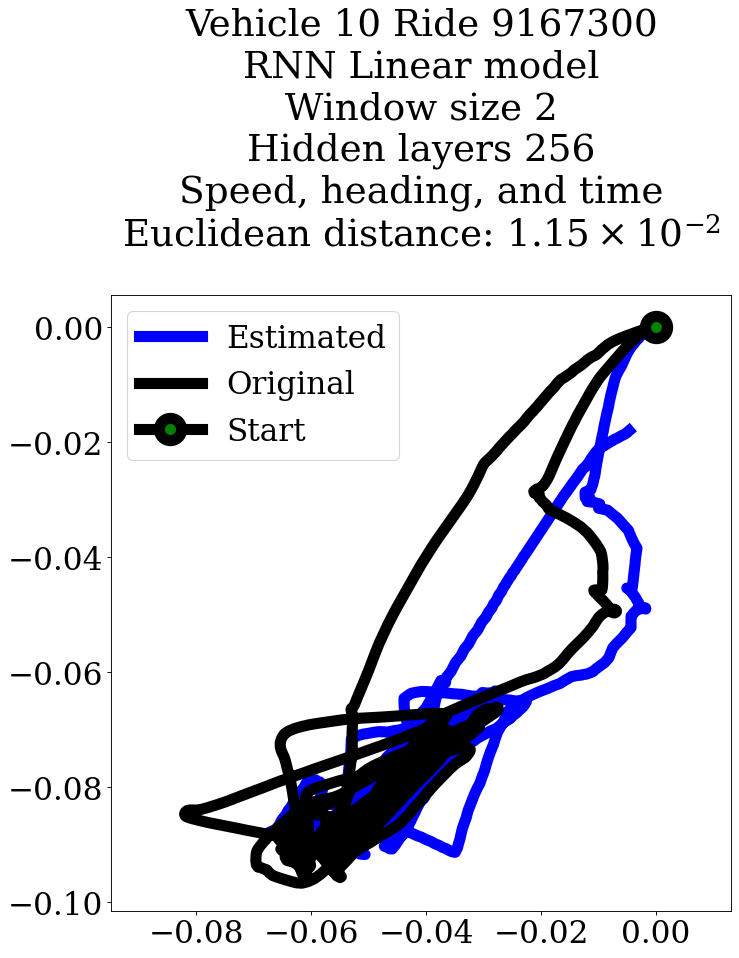 Vehicle 10 Ride 9167300
RNN Linear model
Window size 2
Hidden layers 256
Speed, heading, and time
Euclidean distance: 1.15 × 10⁻²
Estimated
Original
Start
0.00
−0.02
−0.04
−0.06
−0.08
−0.10
−0.08 −0.06 −0.04 −0.02 0.00